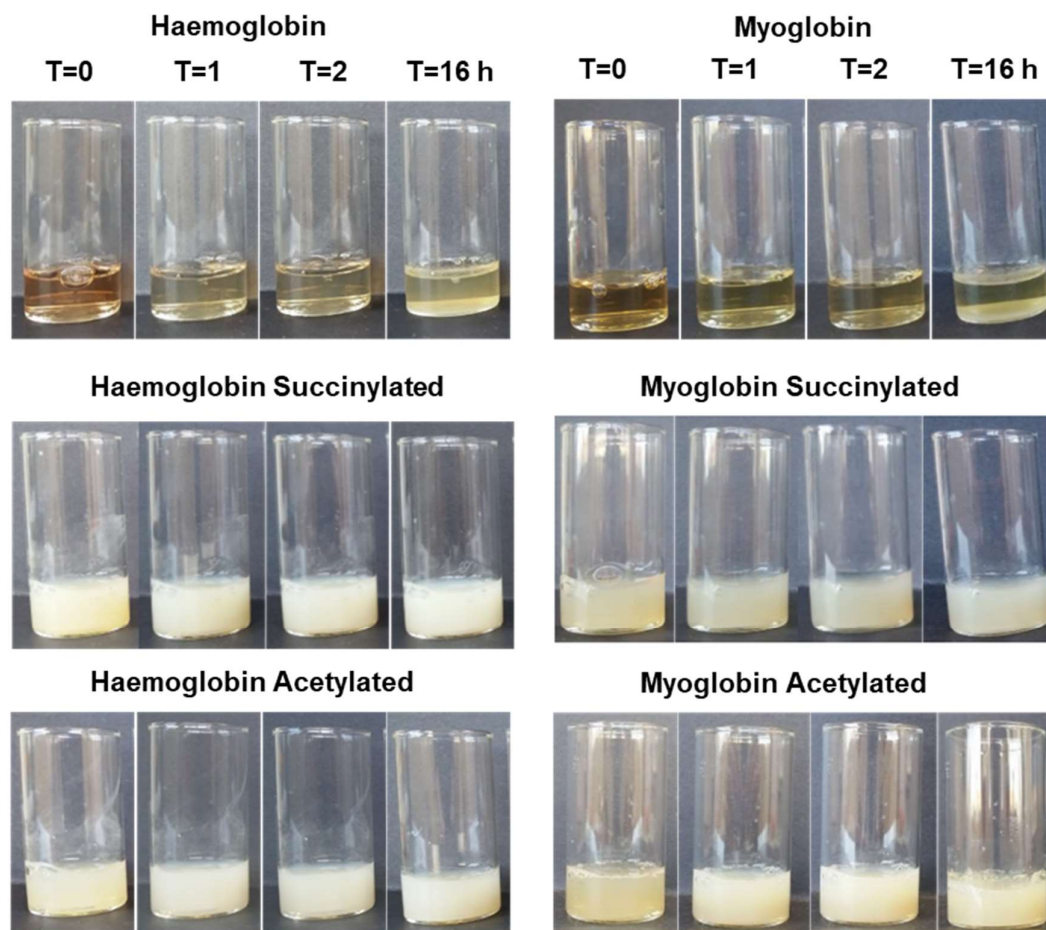 Haemoglobin
T=0 T=1 T=2 T=16 h
Myoglobin
T=0 T=1 T=2 T=16 h
Haemoglobin Succinylated
Myoglobin Succinylated
Haemoglobin Acetylated
Myoglobin Acetylated